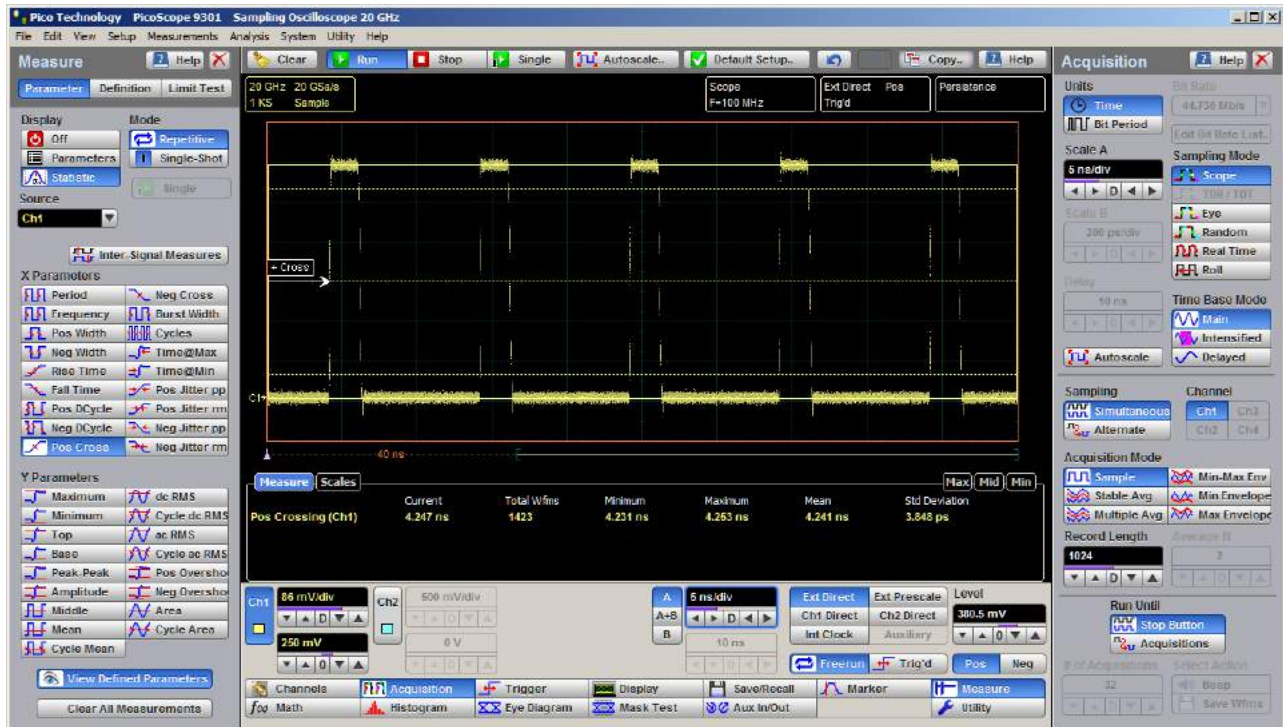 Pico Technology PicoScope 9301 Sampling Oscilloscope 20 GHz
File Edit View Setup Measurements Analysis System Utility Help
Measure Help
Parameter Definition Limit Test
Display Mode
Off Repetitive
Parameters Single-Shot
Statistic Single
Source
Ch1
Inter-Signal Measures
X Parameters
Period Neg Cross
Frequency Burst Width
Pos Width Cycles
Neg Width Time@Max
Rise Time Time@Min
Fall Time Pos Jitter pp
Pos DCycle Pos Jitter rm
Neg DCycle Neg Jitter pp
Pos Cross Neg Jitter rm
Y Parameters
Maximum dc RMS
Minimum Cycle dc RMS
Top ac RMS
Base Cycle ac RMS
Peak-Peak Pos Oversho
Amplitude Neg Oversho
Middle Area
Mean Cycle Area
Cycle Mean
View Defined Parameters
Clear All Measurements
Clear Run Stop Single Autoscale.. Default Setup.. Copy.. Help
20 GHz 20 GSa/s
1 KS Sample
Scope
F=100 MHz
Ext Direct Pos
Trig'd
Persistence
+ Cross
C1
40 ns
Measure Scales Max Mid Min
Current Total Wfms Minimum Maximum Mean Std Deviation
Pos Crossing (Ch1) 4.247 ns 1423 4.231 ns 4.253 ns 4.241 ns 3.848 ps
Ch1 86 mV/div
D
250 mV
0
Ch2 500 mV/div
D
0 V
0
A 5 ns/div
A+B D
B 10 ns
D
Ext Direct Ext Prescale Level
Ch1 Direct Ch2 Direct 380.5 mV
Int Clock Auxiliary 0
Freerun Trig'd Pos Neg
Channels Acquisition Trigger Display Save/Recall Marker Measure
foo Math Histogram Eye Diagram Mask Test Aux In/Out Utility
Acquisition Help
Units Bit Rate
Time 44.736 Mb/s
Bit Period Edit Bit Rate List..
Scale A Sampling Mode
5 ns/div Scope
D TDR / TDT
Scale B Eye
200 ps/div Random
D Real Time
Roll
Delay Time Base Mode
10 ns Main
D Intensified
Autoscale Delayed
Sampling Channel
Simultaneous Ch1 Ch3
Alternate Ch2 Ch4
Acquisition Mode
Sample Min-Max Env
Stable Avg Min Envelope
Multiple Avg Max Envelope
Record Length Average N
1024 2
D D
Run Until
Stop Button
Acquisitions
# of Acquisitions Select Action
32 Beep
D Save Wfms